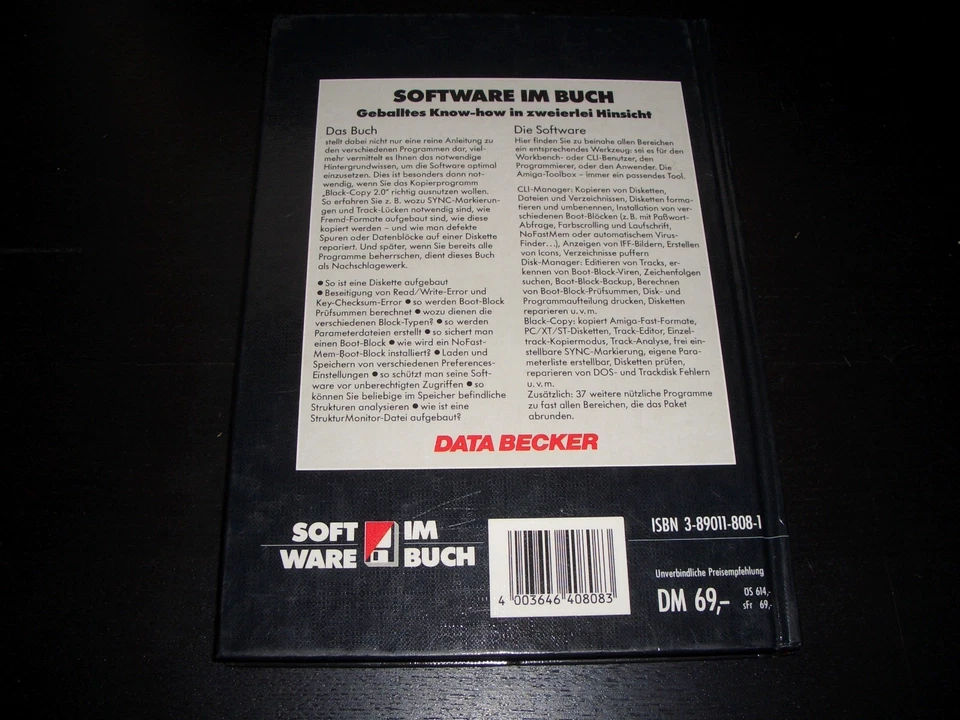 SOFTWARE IM BUCH
Geballtes Know-how in zweierlei Hinsicht
Das Buch
stellt dabei nicht nur eine reine Anleitung zu
den verschiedenen Programmen dar, viel-
mehr vermittelt es Ihnen das notwendige
Hintergrundwissen, um die Software optimal
einzusetzen. Dies ist besonders dann not-
wendig, wenn Sie das Kopierprogramm
„Black-Copy 2.0" richtig ausnutzen wollen.
So erfahren Sie z. B. wozu SYNC-Markierun-
gen und Track-Lücken notwendig sind, wie
Fremd-Formate aufgebaut sind, wie diese
kopiert werden – und wie man defekte
Spuren oder Datenblöcke auf einer Diskette
repariert. Und später, wenn Sie bereits alle
Programme beherrschen, dient dieses Buch
als Nachschlagewerk.
● So ist eine Diskette aufgebaut
● Beseitigung von Read/Write-Error und
Key-Checksum-Error ● so werden Boot-Block
Prüfsummen berechnet ● wozu dienen die
verschiedenen Block-Typen? ● so werden
Parameterdateien erstellt ● so sichert man
einen Boot-Block ● wie wird ein NoFast-
Mem-Boot-Block installiert? ● Laden und
Speichern von verschiedenen Preferences-
Einstellungen ● so schützt man seine Soft-
ware vor unberechtigten Zugriffen ● so
können Sie beliebige im Speicher befindliche
Strukturen analysieren ● wie ist eine
StrukturMonitor-Datei aufgebaut?
Die Software
Hier finden Sie zu beinahe allen Bereichen
ein entsprechendes Werkzeug: sei es für den
Workbench- oder CLI-Benutzer, den
Programmierer, oder den Anwender. Die
Amiga-Toolbox – immer ein passendes Tool.
CLI-Manager: Kopieren von Disketten,
Dateien und Verzeichnissen, Disketten forma-
tieren und umbenennen, Installation von ver-
schiedenen Boot-Blöcken (z. B. mit Paßwort-
Abfrage, Farbscrolling und Laufschrift,
NoFastMem oder automatischem Virus-
Finder...), Anzeigen von IFF-Bildern, Erstellen
von Icons, Verzeichnisse puffern
Disk-Manager: Editieren von Tracks, er-
kennen von Boot-Block-Viren, Zeichenfolgen
suchen, Boot-Block-Backup, Berechnen
von Boot-Block-Prüfsummen, Disk- und
Programmaufteilung drucken, Disketten
reparieren u. v. m.
Black-Copy: kopiert Amiga-Fast-Formate,
PC/XT/ST-Disketten, Track-Editor, Einzel-
track-Kopiermodus, Track-Analyse, frei ein-
stellbare SYNC-Markierung, eigene Para-
meterliste erstellbar, Disketten prüfen,
reparieren von DOS- und Trackdisk Fehlern
u. v. m.
Zusätzlich: 37 weitere nützliche Programme
zu fast allen Bereichen, die das Paket
abrunden.
DATA BECKER
SOFT IM
WARE BUCH
4 003646 408083
ISBN 3-89011-808-1
Unverbindliche Preisempfehlung
DM 69,- ÖS 614,-
sFr 69,-